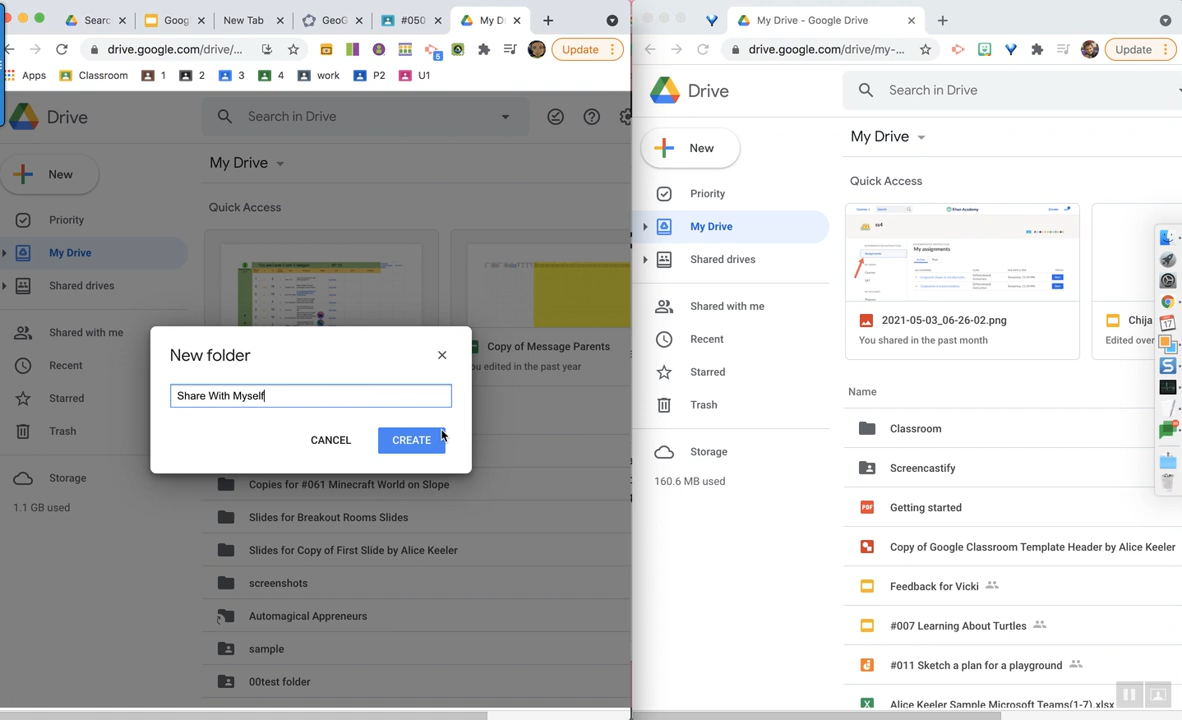 Searc
Goog
New Tab
GeoG
#050
My Di
drive.google.com/drive/...
5
Update
Apps
Classroom
1
2
3
4
work
P2
U1
Drive
Search in Drive
New
My Drive
Quick Access
Priority
My Drive
Shared drives
Shared with me
Recent
Starred
Trash
Storage
1.1 GB used
Copy of Message Parents
ou edited in the past year
New folder
Share With Myself
CANCEL
CREATE
Copies for #061 Minecraft World on Slope
Slides for Breakout Rooms Slides
Slides for Copy of First Slide by Alice Keeler
screenshots
Automagical Appreneurs
sample
00test folder
My Drive - Google Drive
drive.google.com/drive/my-...
Update
Drive
Search in Drive
New
My Drive
Quick Access
Priority
My Drive
Shared drives
Shared with me
Recent
Starred
Trash
Storage
160.6 MB used
Khan Academy
My assignments
2021-05-03_06-26-02.png
You shared in the past month
Chija
Edited over
Name
Classroom
Screencastify
PDF
Getting started
Copy of Google Classroom Template Header by Alice Keeler
Feedback for Vicki
#007 Learning About Turtles
#011 Sketch a plan for a playground
Alice Keeler Sample Microsoft Teams(1-7).xlsx
17